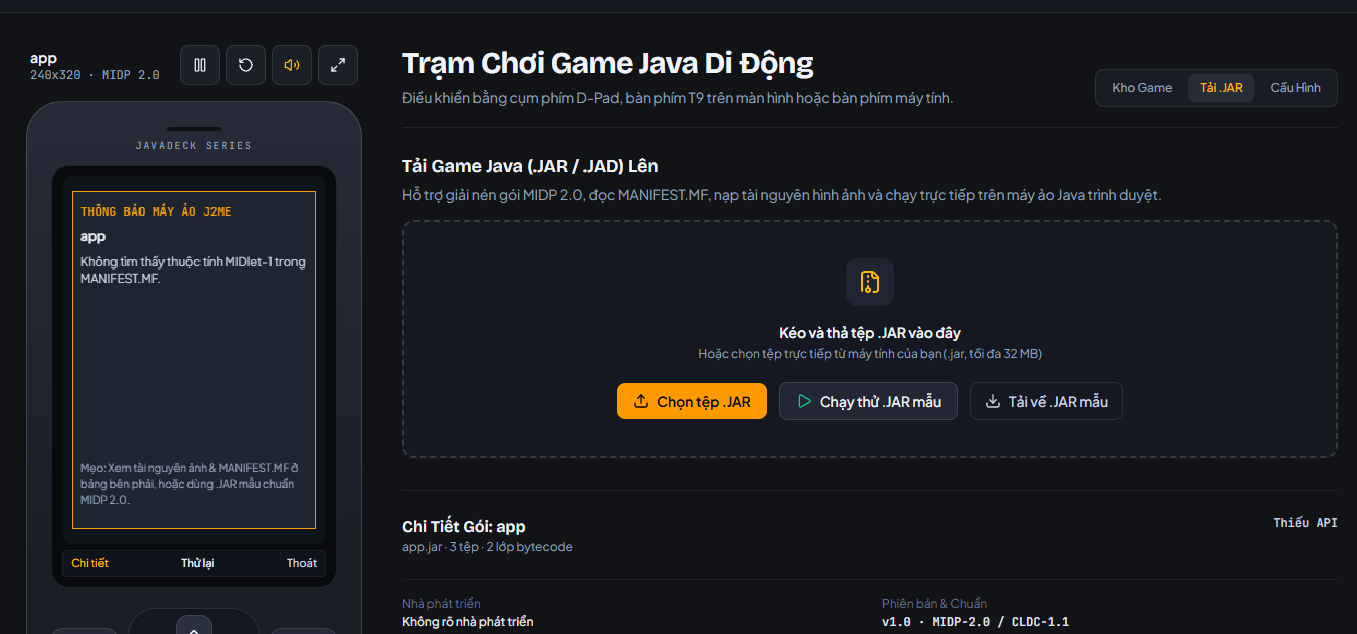 app
240x320 · MIDP 2.0
JAVADECK SERIES
THÔNG BÁO MÁY ẢO J2ME
app
Không tìm thấy thuộc tính MIDlet-1 trong
MANIFEST.MF.
Mẹo: Xem tài nguyên ảnh & MANIFEST.MF ở
bảng bên phải, hoặc dùng .JAR mẫu chuẩn
MIDP 2.0.
Chi tiết
Thử lại
Thoát
Trạm Chơi Game Java Di Động
Điều khiển bằng cụm phím D-Pad, bàn phím T9 trên màn hình hoặc bàn phím máy tính.
Kho Game
Tải .JAR
Cấu Hình
Tải Game Java (.JAR / .JAD) Lên
Hỗ trợ giải nén gói MIDP 2.0, đọc MANIFEST.MF, nạp tài nguyên hình ảnh và chạy trực tiếp trên máy ảo Java trình duyệt.
Kéo và thả tệp .JAR vào đây
Hoặc chọn tệp trực tiếp từ máy tính của bạn (.jar, tối đa 32 MB)
Chọn tệp .JAR
Chạy thử .JAR mẫu
Tải về .JAR mẫu
Chi Tiết Gói: app
Thiếu API
app.jar · 3 tệp · 2 lớp bytecode
Nhà phát triển
Không rõ nhà phát triển
Phiên bản & Chuẩn
v1.0 · MIDP-2.0 / CLDC-1.1